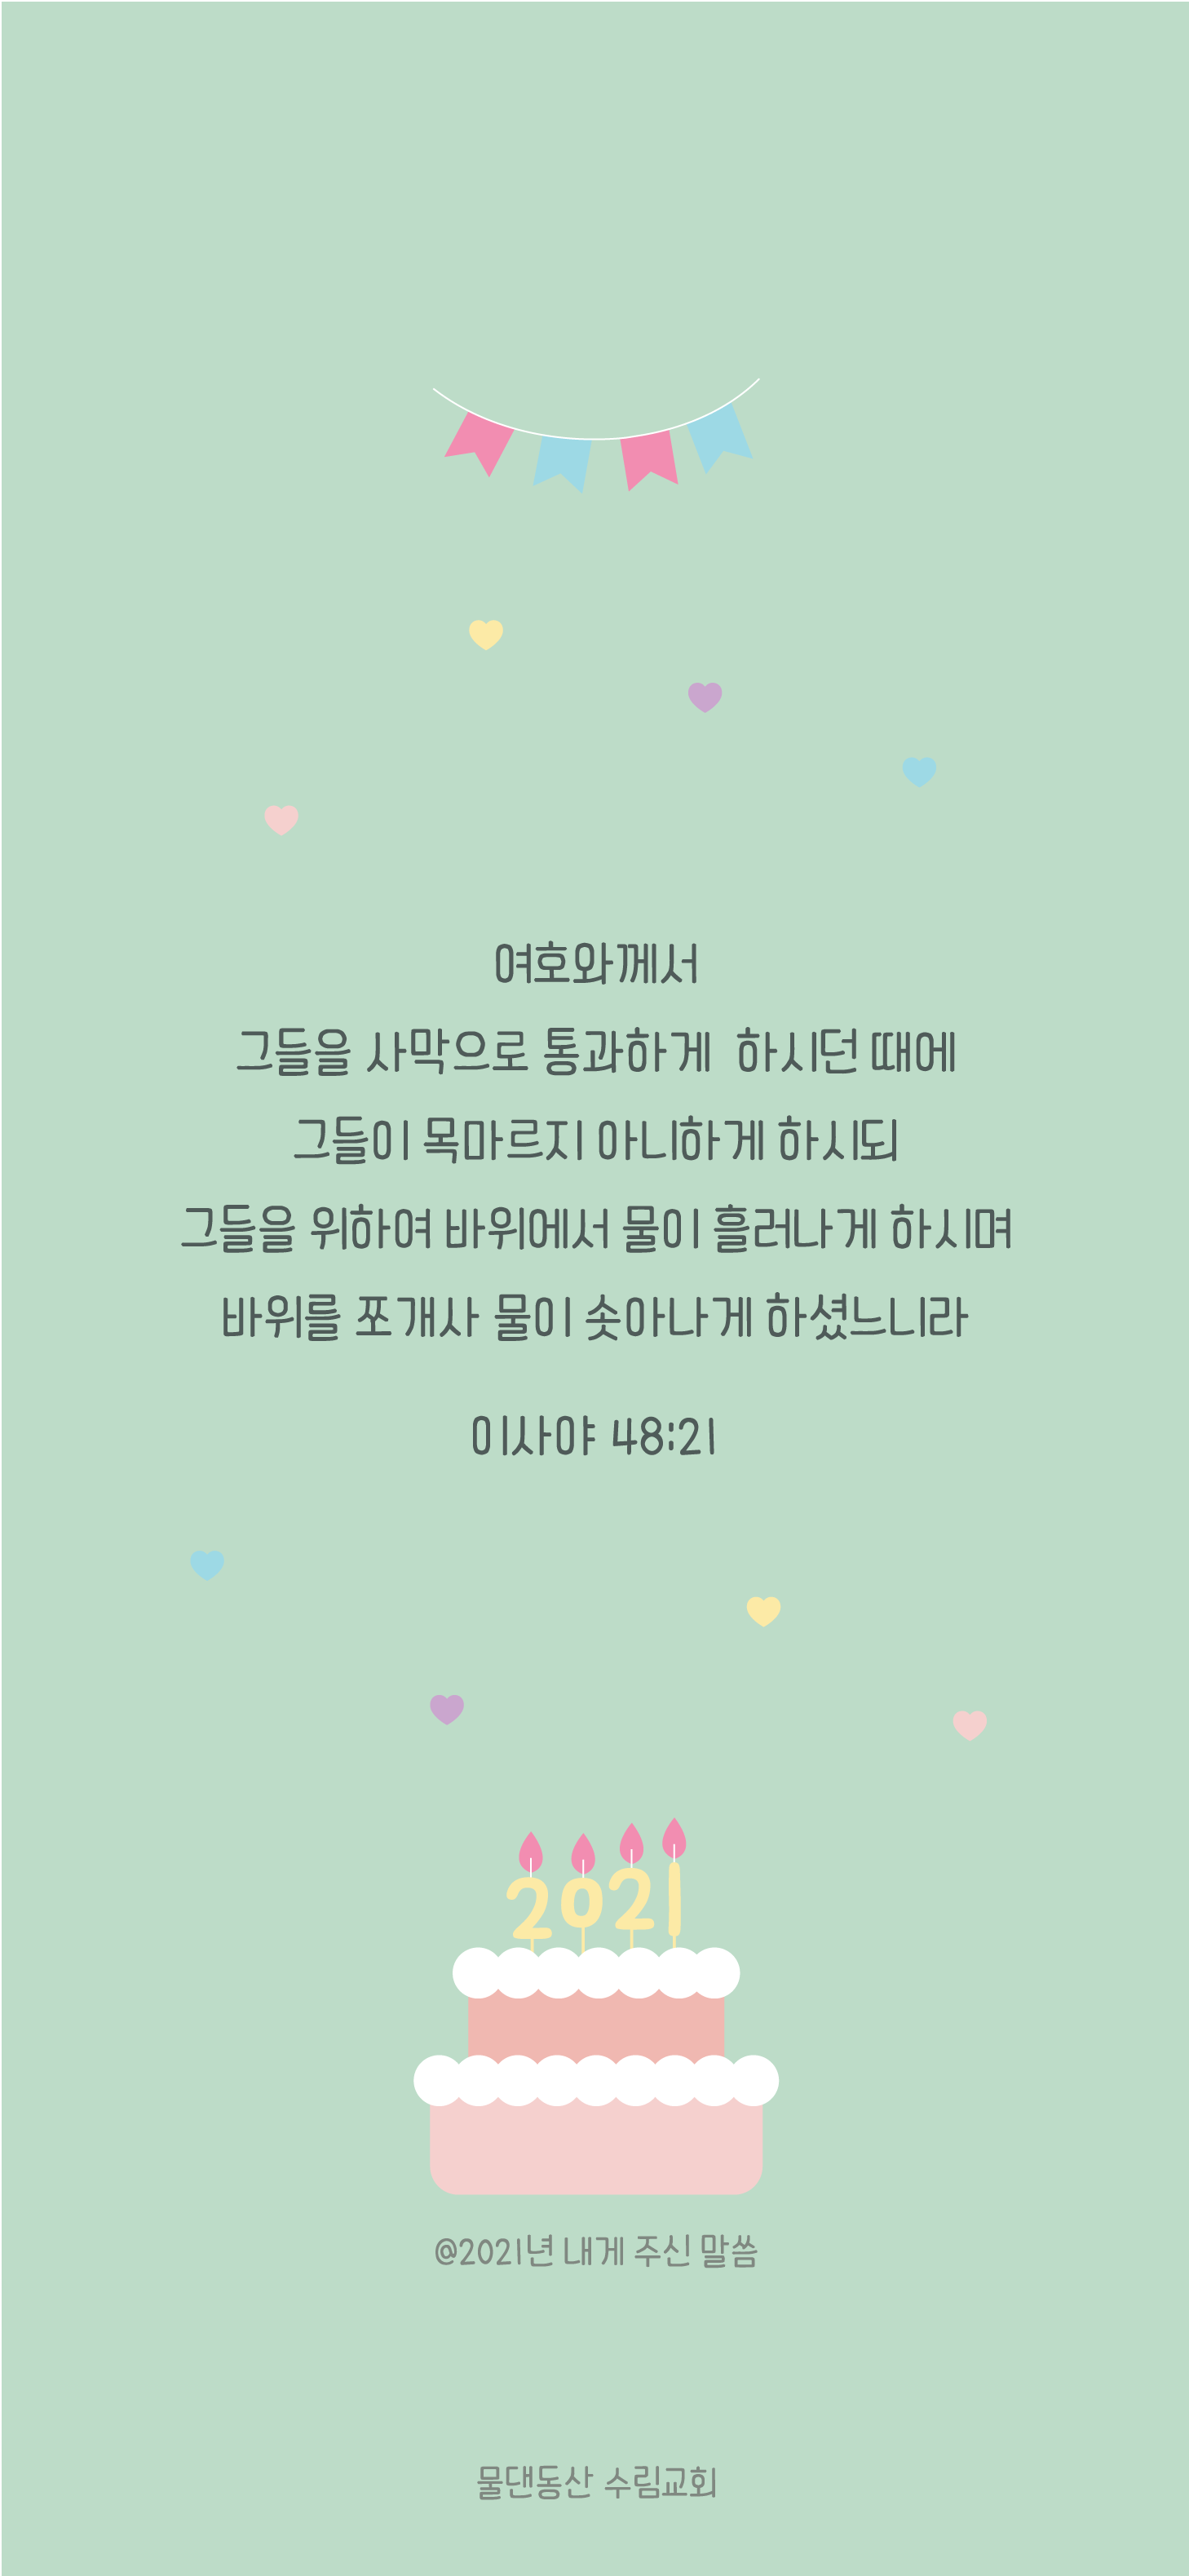 여호와께서
그들을 사막으로 통과하게 하시던 때에
그들이 목마르지 아니하게 하시되
그들을 위하여 바위에서 물이 흘러나게 하시며
바위를 쪼개사 물이 솟아나게 하셨느니라
이사야 48:21
2021
@2021년 내게 주신 말씀
물댄동산 수림교회